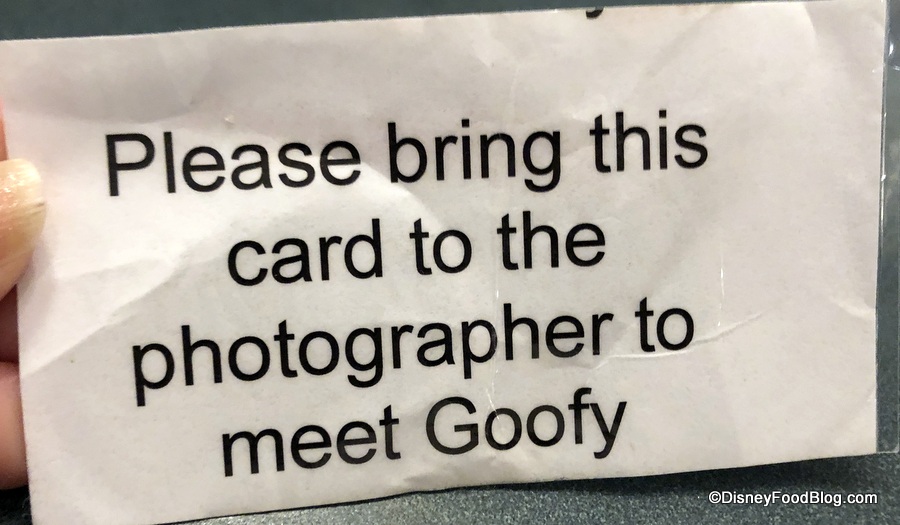 Please bring this
card to the
photographer to
meet Goofy
©DisneyFoodBlog.com